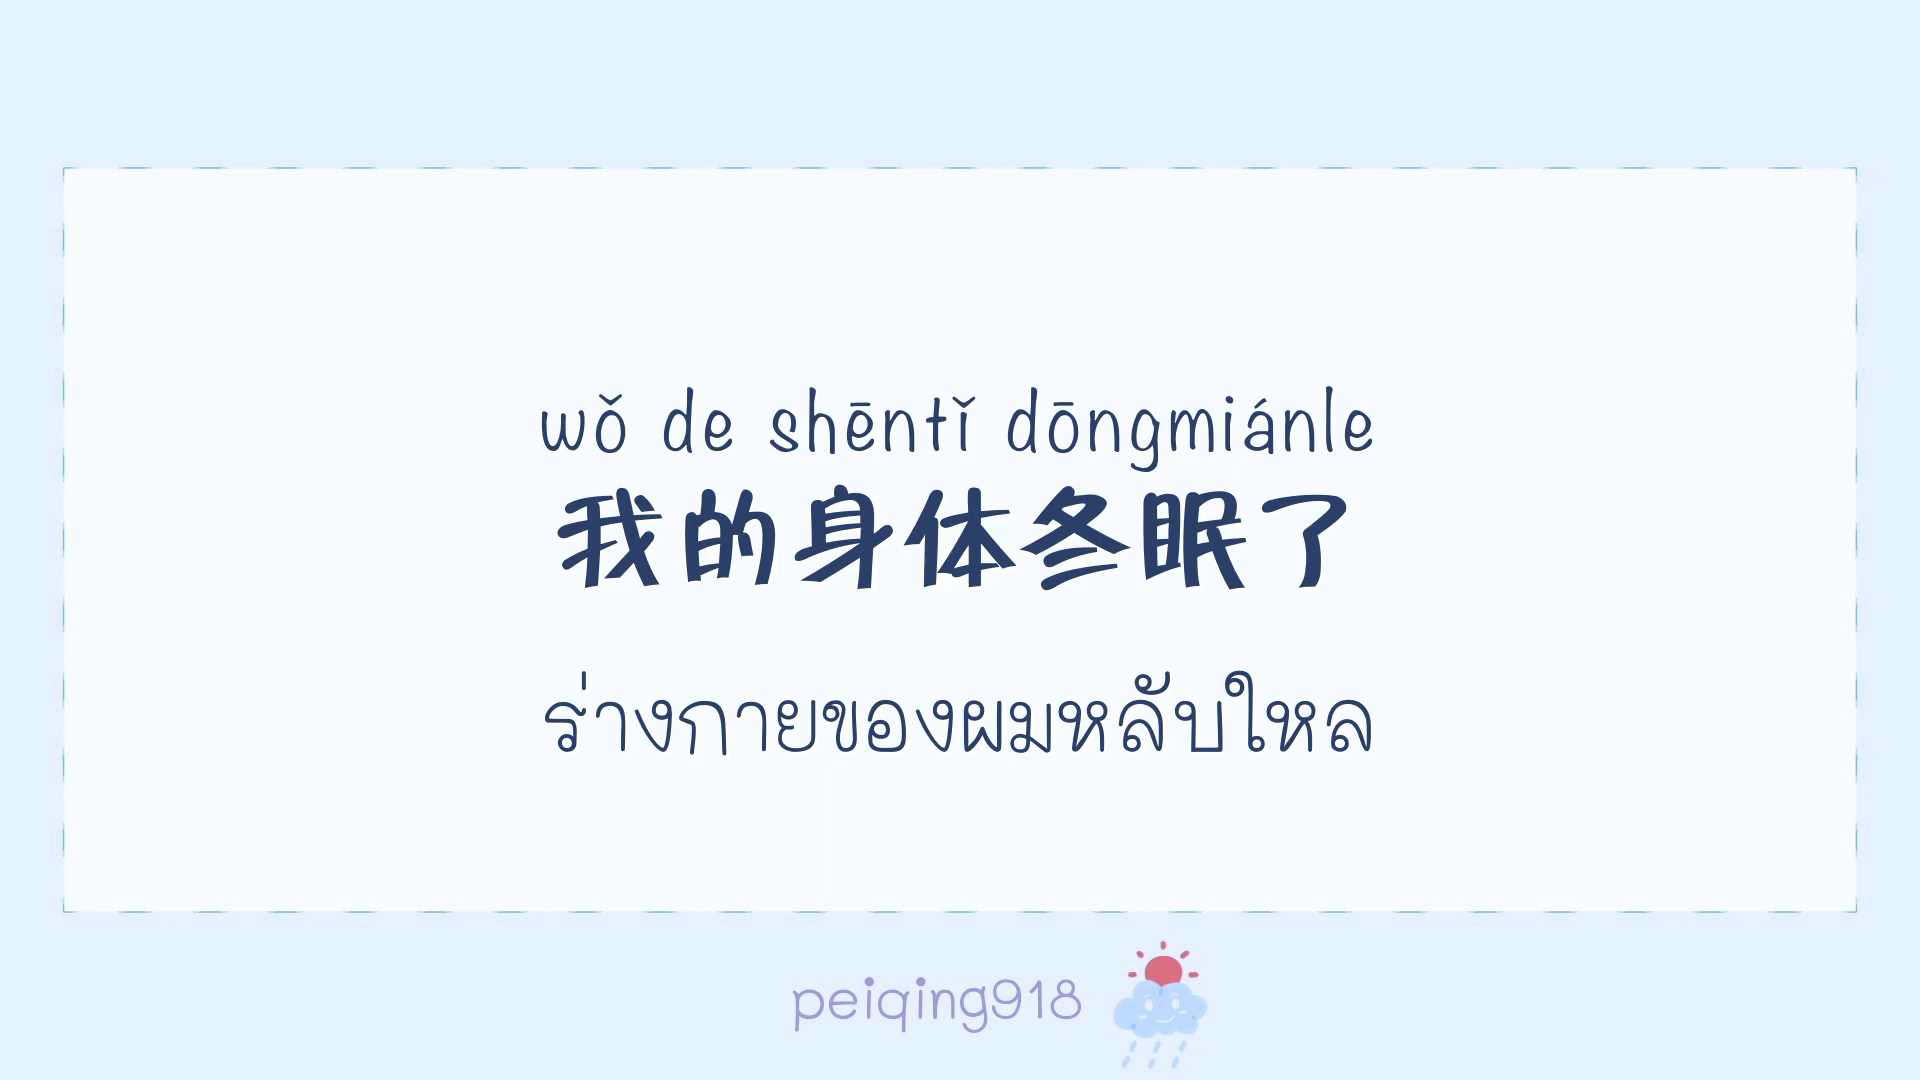 wǒ de shēntǐ dōngmiánle
我的身体冬眠了
ร่างกายของผมหลับใหล
peiqing918